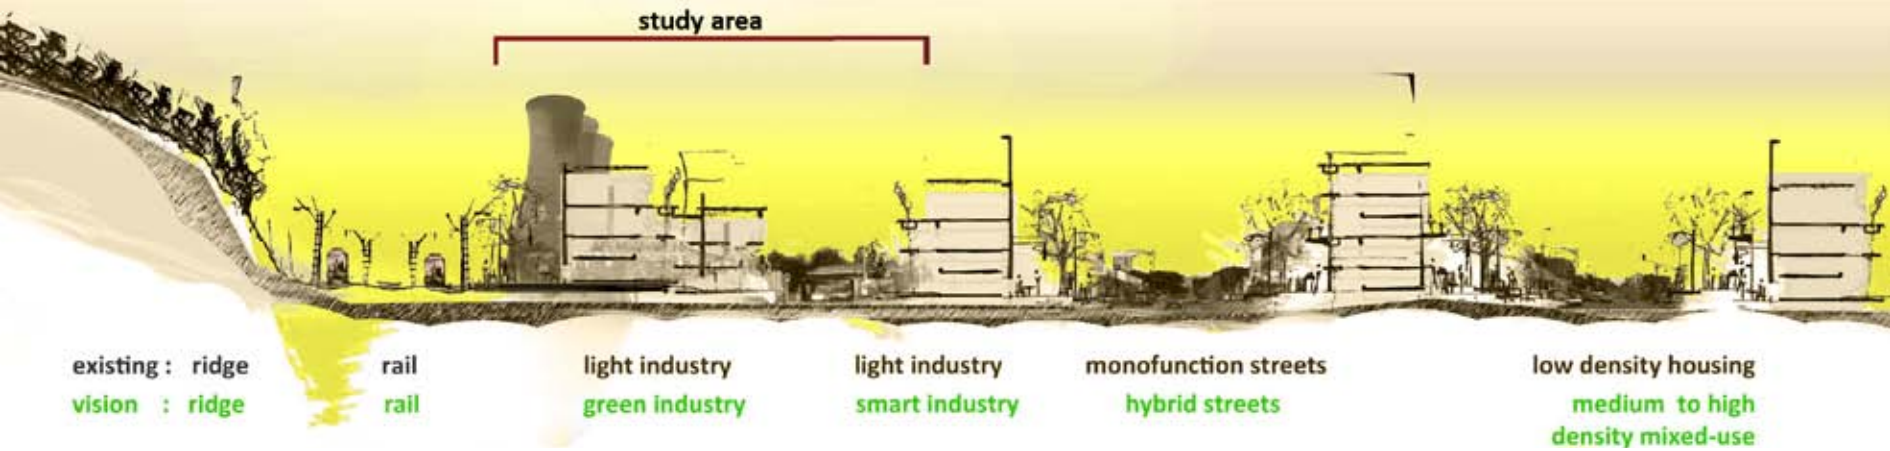 study area
existing : ridge rail light industry light industry monofunction streets low density housing
vision : ridge rail green industry smart industry hybrid streets medium to high
density mixed-use